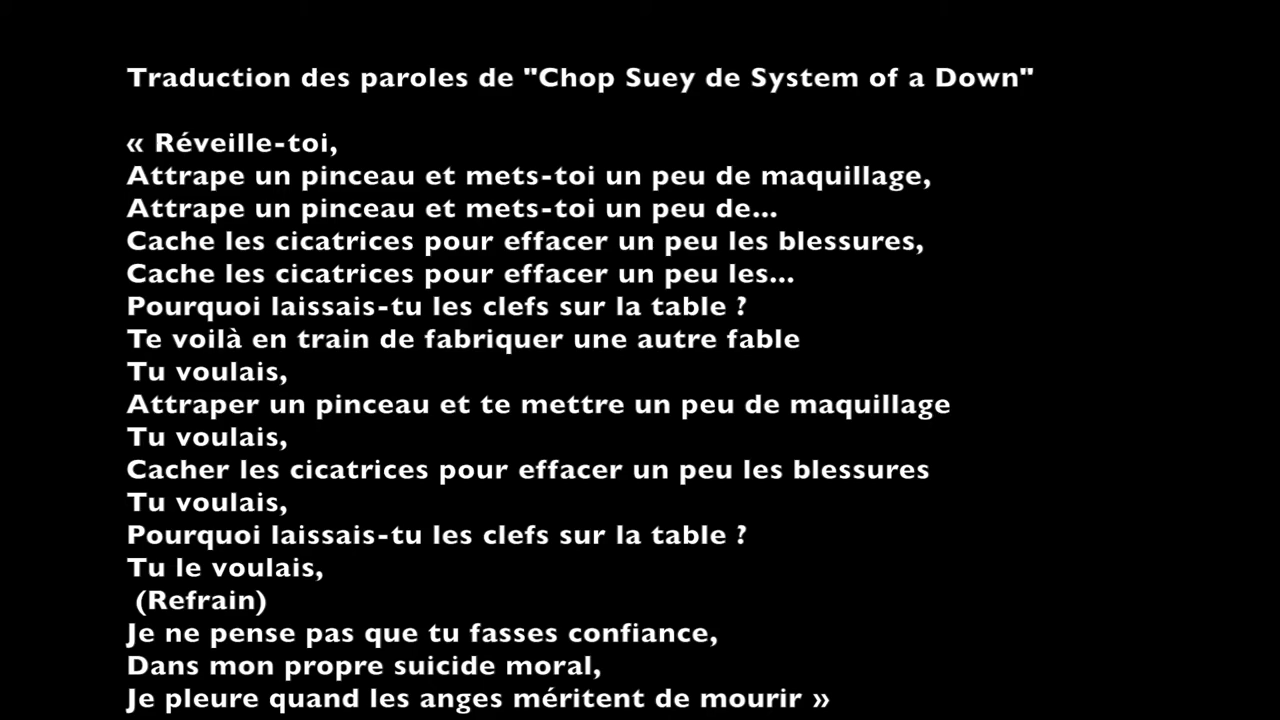 Traduction des paroles de "Chop Suey de System of a Down"
« Réveille-toi,
Attrape un pinceau et mets-toi un peu de maquillage,
Attrape un pinceau et mets-toi un peu de...
Cache les cicatrices pour effacer un peu les blessures,
Cache les cicatrices pour effacer un peu les...
Pourquoi laissais-tu les clefs sur la table ?
Te voilà en train de fabriquer une autre fable
Tu voulais,
Attraper un pinceau et te mettre un peu de maquillage
Tu voulais,
Cacher les cicatrices pour effacer un peu les blessures
Tu voulais,
Pourquoi laissais-tu les clefs sur la table ?
Tu le voulais,
(Refrain)
Je ne pense pas que tu fasses confiance,
Dans mon propre suicide moral,
Je pleure quand les anges méritent de mourir »